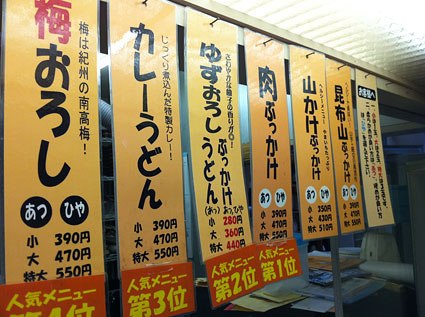 梅おろし
梅は紀州の南高梅！
あつ ひや
小 390円
大 470円
特大 550円
人気メニュー
第4位
カレーうどん
じっくり煮込んだ特製カレー！
小 390円
大 470円
特大 550円
人気メニュー
第3位
ゆずおろしぶっかけうどん
さわやかな柚子の香りが◎！
(あつ・ひや)
小 280円
大 360円
特大 440円
人気メニュー
第2位
肉ぶっかけ
あつ ひや
小 390円
大 470円
特大 550円
人気メニュー
第1位
山かけぶっかけ
あつ ひや
小 350円
大 430円
特大 510円
昆布山ぶっかけ
あつ ひや
お客様へ